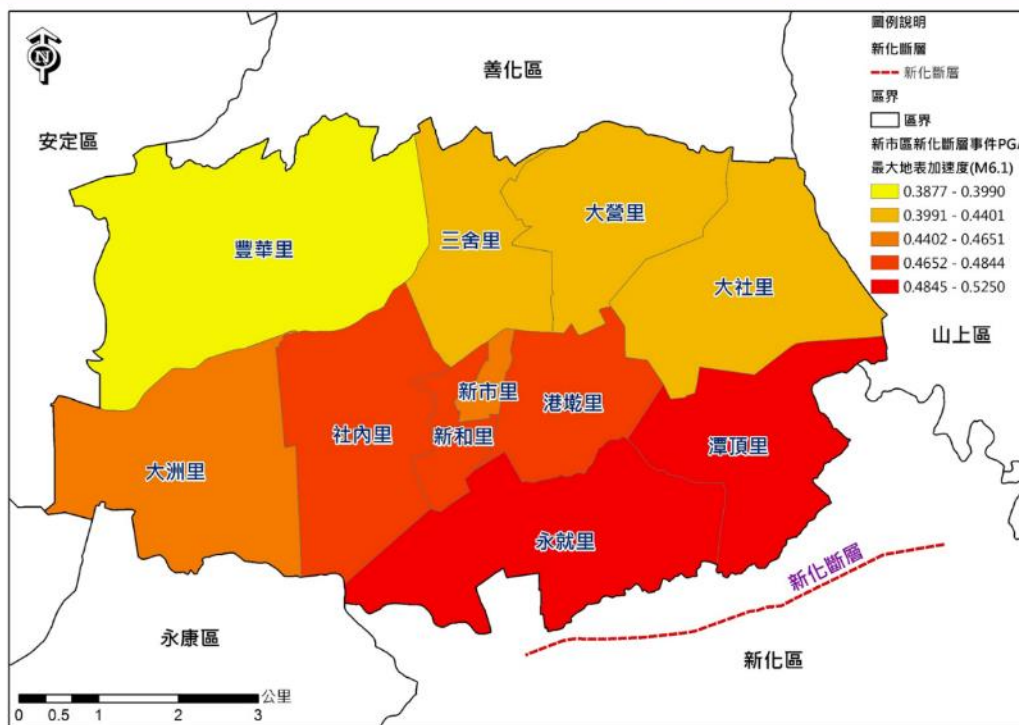 圖例說明
新化斷層
新化斷層
區界
區界
新市區新化斷層事件PGA
最大地表加速度(M6.1)
0.3877 - 0.3990
0.3991 - 0.4401
0.4402 - 0.4651
0.4652 - 0.4844
0.4845 - 0.5250
N
善化區
安定區
豐華里
三舍里
大營里
大社里
山上區
新市里
港墘里
社內里
新和里
大洲里
潭頂里
永就里
新化斷層
永康區
新化區
公里
0 0.5 1 2 3